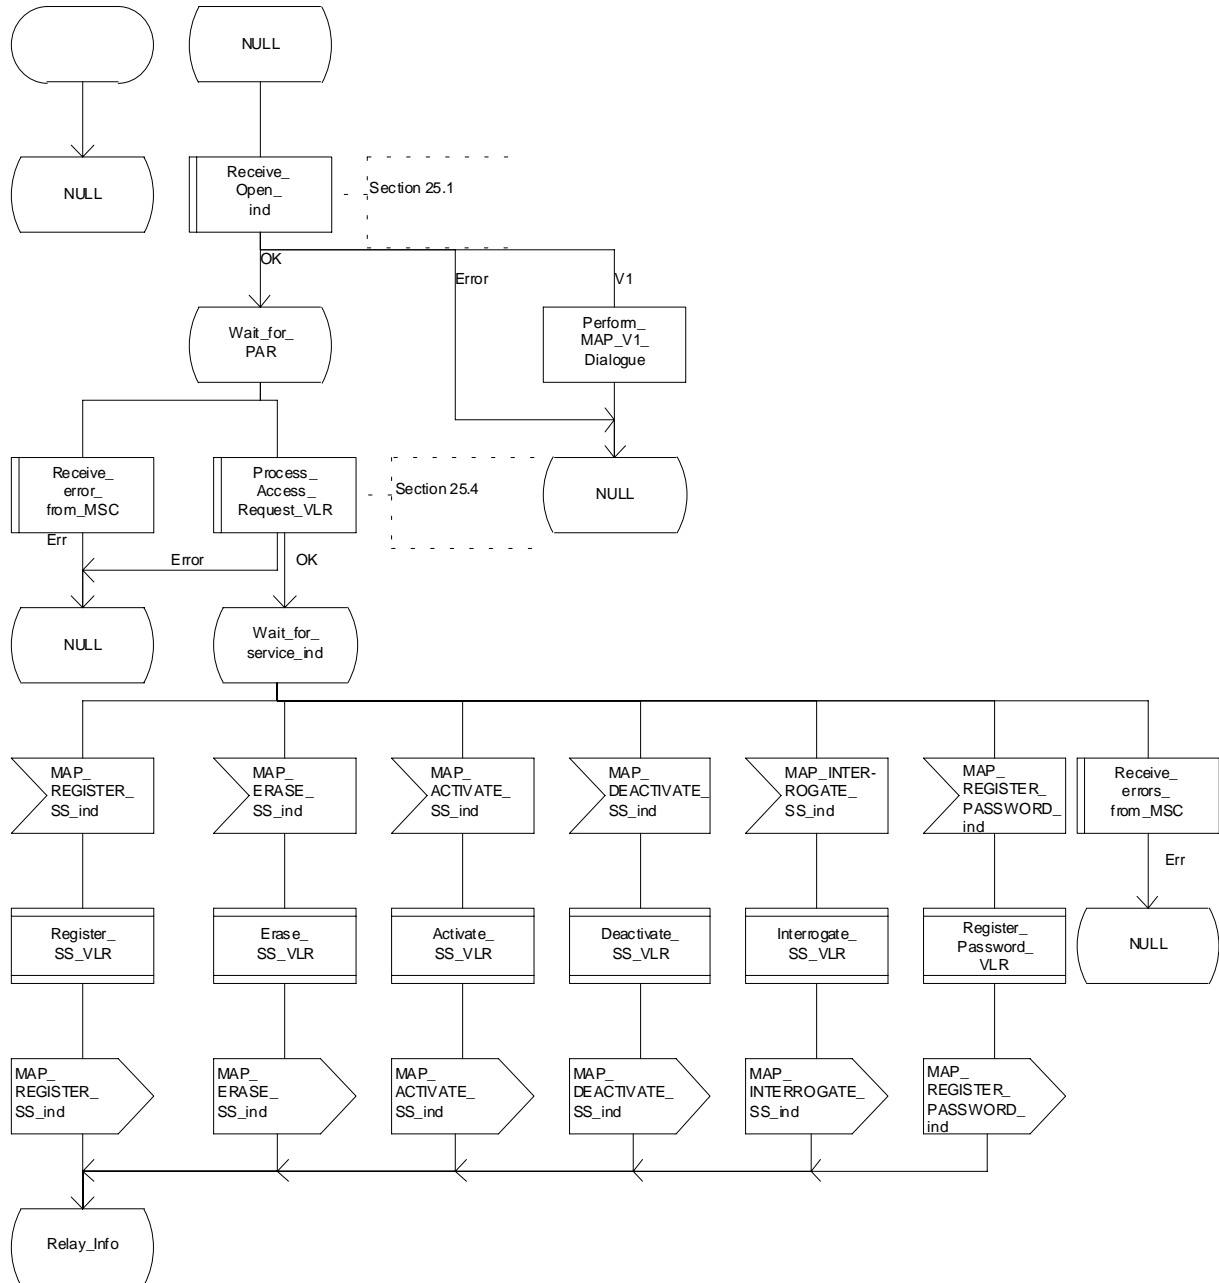 NULL
NULL
Receive_
Open_
ind
Section 25.1
OK
Error
V1
Wait_for_
PAR
Perform_
MAP_V1_
Dialogue
Receive_
error_
from_MSC
Process_
Access_
Request_VLR
Section 25.4
NULL
Err
Error
OK
NULL
Wait_for_
service_ind
MAP_
REGISTER_
SS_ind
MAP_
ERASE_
SS_ind
MAP_
ACTIVATE_
SS_ind
MAP_
DEACTIVATE_
SS_ind
MAP_INTER-
ROGATE_
SS_ind
MAP_
REGISTER_
PASSWORD_
ind
Receive_
errors_
from_MSC
Err
Register_
SS_VLR
Erase_
SS_VLR
Activate_
SS_VLR
Deactivate_
SS_VLR
Interrogate_
SS_VLR
Register_
Password_
VLR
NULL
MAP_
REGISTER_
SS_ind
MAP_
ERASE_
SS_ind
MAP_
ACTIVATE_
SS_ind
MAP_
DEACTIVATE_
SS_ind
MAP_
INTERROGATE_
SS_ind
MAP_
REGISTER_
PASSWORD_
ind
Relay_Info